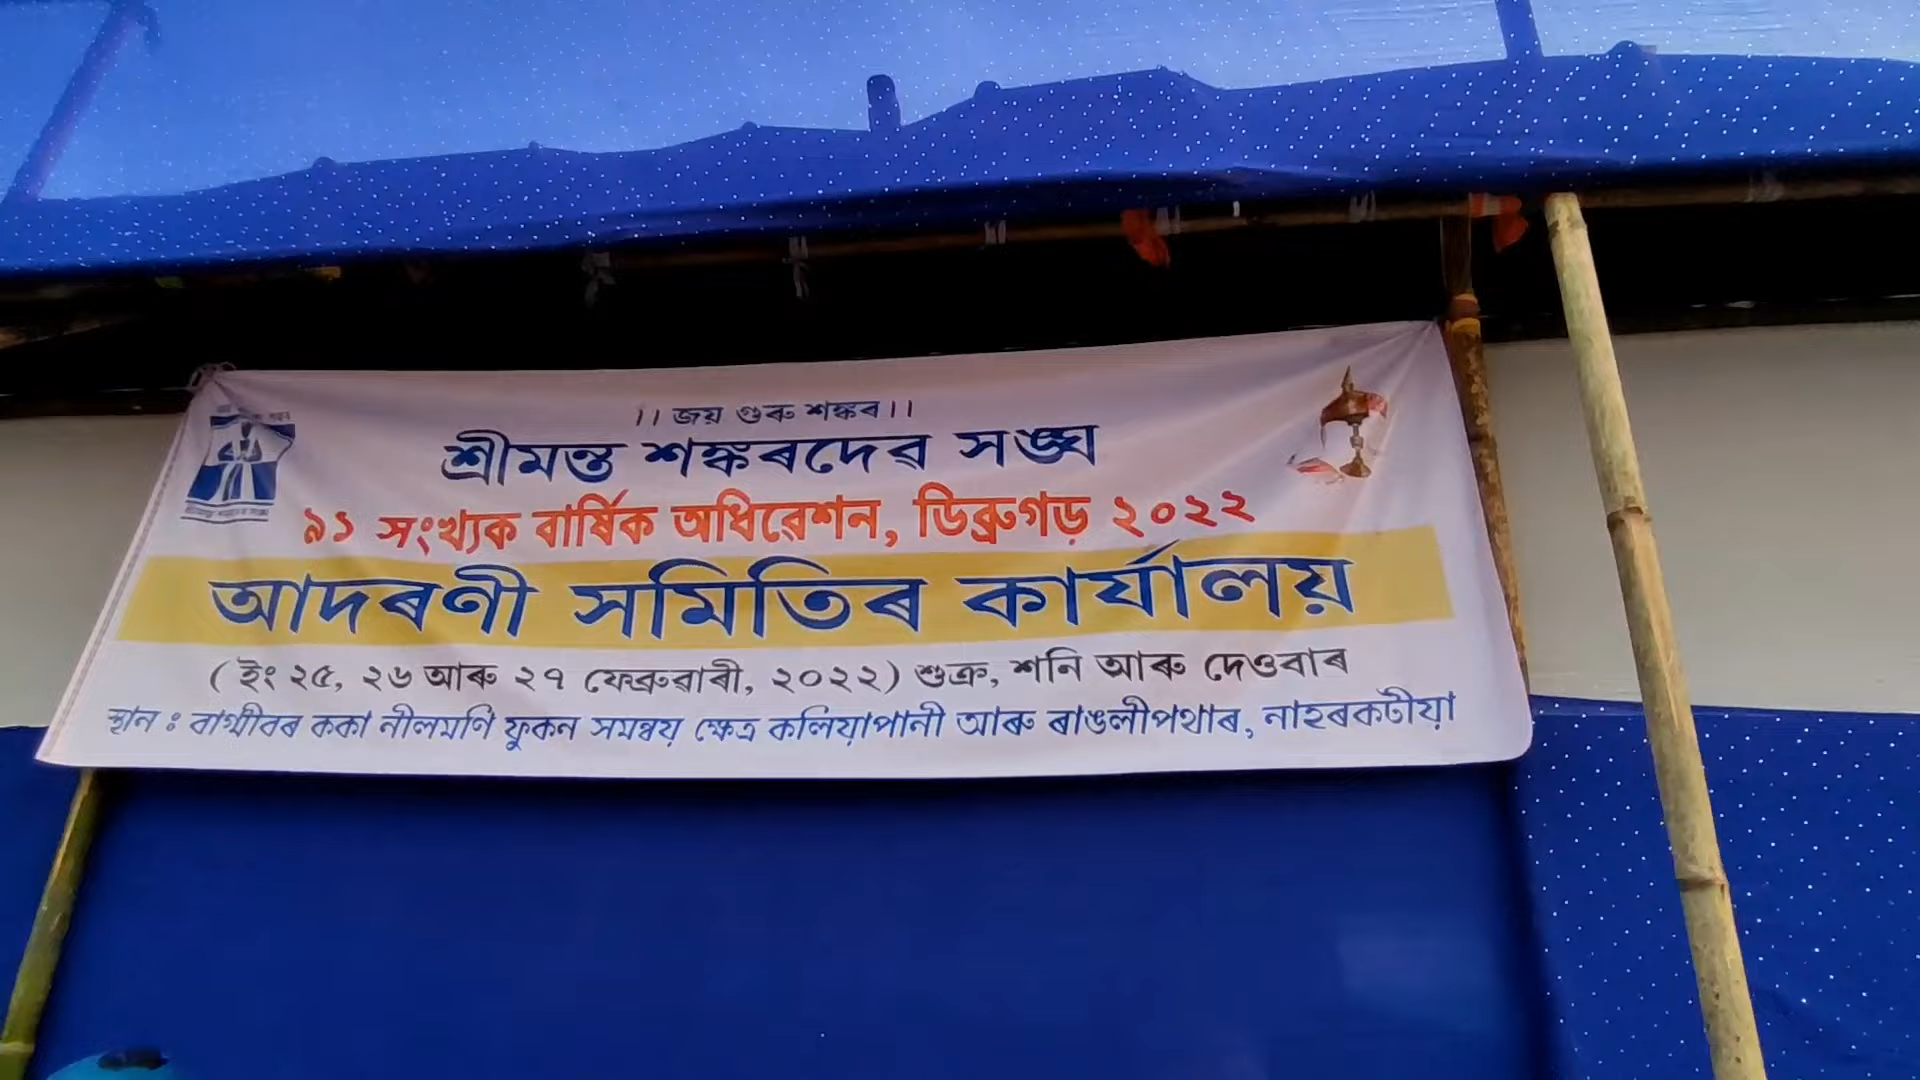 ।। জয় গুৰু শঙ্কৰ ।।
শ্ৰীমন্ত শঙ্কৰদেৱ সঙ্ঘ
৯১ সংখ্যক বাৰ্ষিক অধিৱেশন, ডিব্ৰুগড় ২০২২
আদৰণী সমিতিৰ কাৰ্যালয়
( ইং ২৫, ২৬ আৰু ২৭ ফেব্ৰুৱাৰী, ২০২২) শুক্ৰ, শনি আৰু দেওবাৰ
স্থান : বাগ্মীবৰ ককা নীলমণি ফুকন সমন্বয় ক্ষেত্ৰ কলিয়াপানী আৰু ৰাঙলীপথাৰ, নাহৰকটীয়া